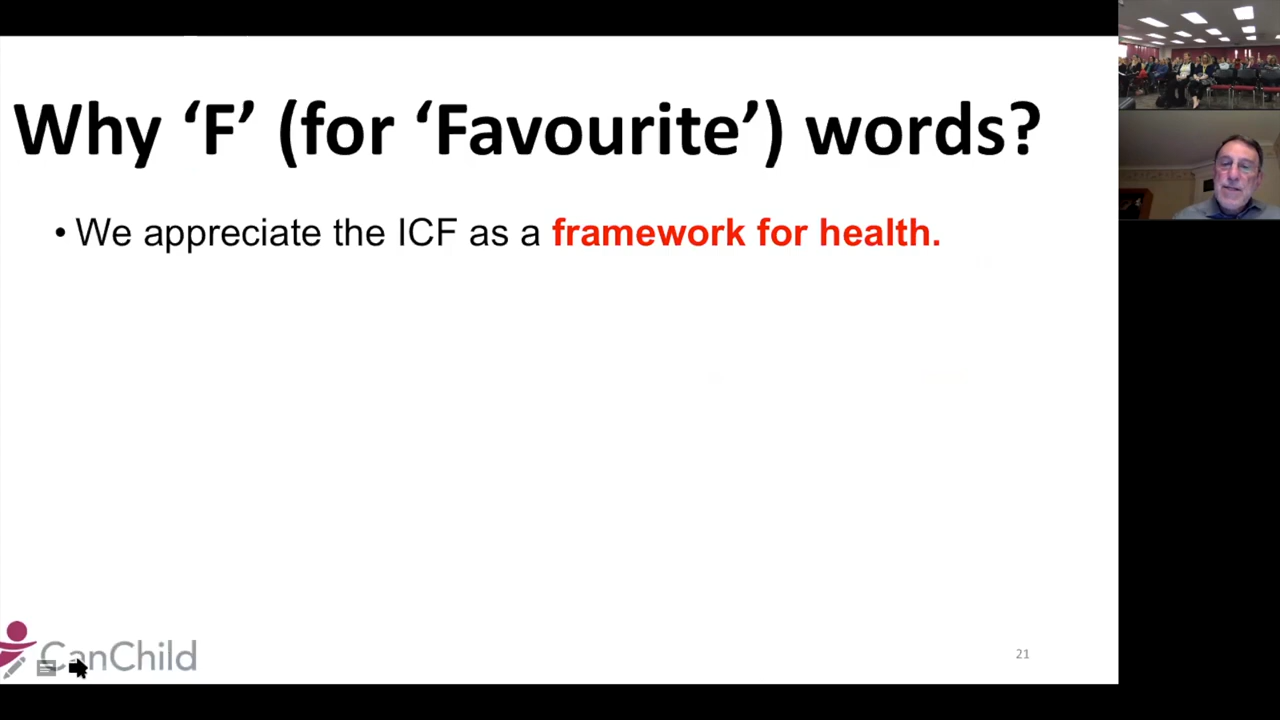 Why ‘F’ (for ‘Favourite’) words?
• We appreciate the ICF as a framework for health.
CanChild
21